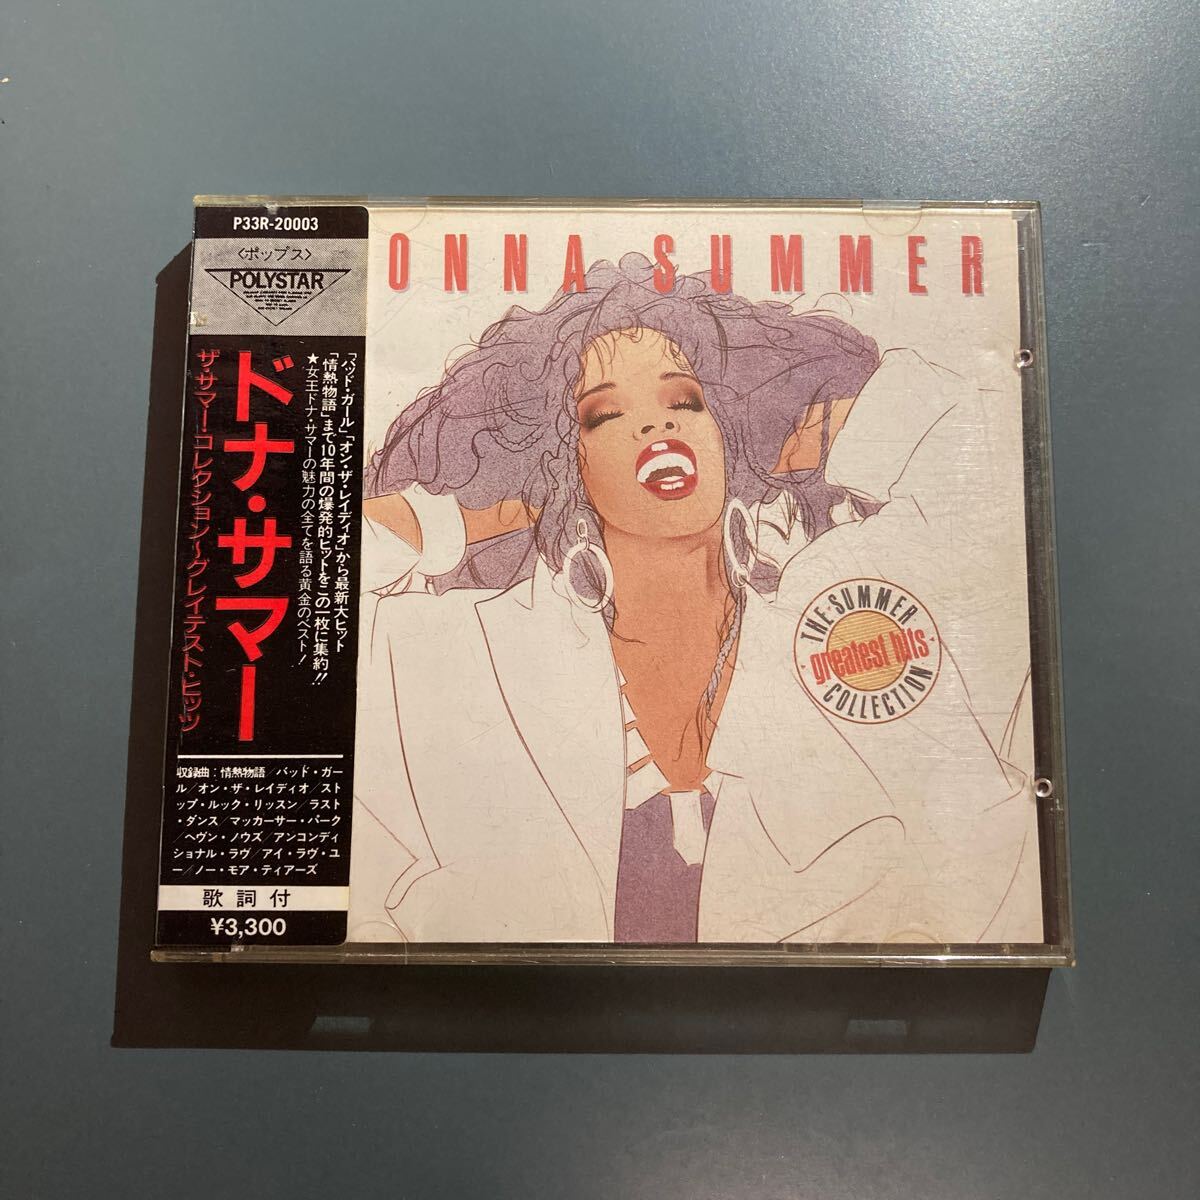 P33R-20003
〈ポップス〉
POLYSTAR
ドナ・サマー
ザ・サマー・コレクション〜グレイテスト・ヒッツ
「バッド・ガール」「オン・ザ・レイディオ」から最新大ヒット
「情熱物語」まで10年間の爆発的ヒットをこの一枚に集約!!
★女王ドナ・サマーの魅力の全てを語る黄金のベスト!
収録曲:情熱物語/バッド・ガー
ル/オン・ザ・レイディオ/スト
ップ・ルック・リッスン/ラスト
・ダンス/マッカーサー・パーク
/ヘヴン・ノウズ/アンコンディ
ショナル・ラヴ/アイ・ラヴ・ユ
ー/ノー・モア・ティアーズ
歌詞付
¥3,300
ONNA SUMMER
THE SUMMER
greatest hits
COLLECTION